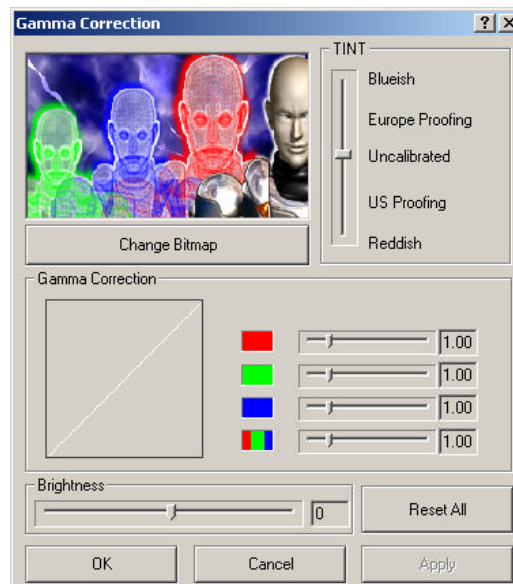 Gamma Correction
TINT
Blueish
Europe Proofing
Uncalibrated
US Proofing
Reddish
Change Bitmap
Gamma Correction
1.00
1.00
1.00
1.00
Brightness
0
Reset All
OK
Cancel
Apply